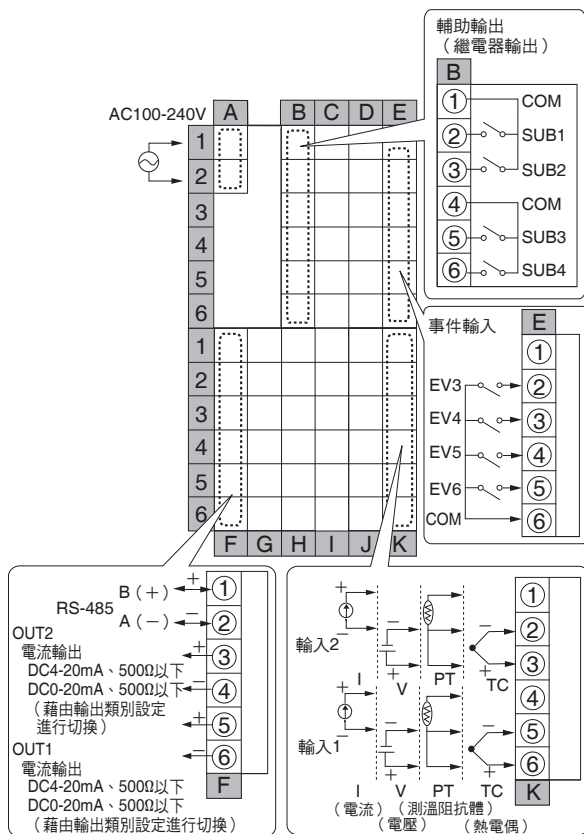 輔助輸出
（繼電器輸出）
B
① COM
② SUB1
③ SUB2
④ COM
⑤ SUB3
⑥ SUB4
AC100-240V A B C D E
1
2
3
4
5
6
1
2
3
4
5
6
F G H I J K
事件輸入 E
①
EV3 ②
EV4 ③
EV5 ④
EV6 ⑤
COM ⑥
B（+） + ①
RS-485
A（−） − ②
OUT2
電流輸出 + ③
DC4-20mA、500Ω以下
DC0-20mA、500Ω以下 − ④
（藉由輸出類別設定
進行切換） + ⑤
OUT1 − ⑥
電流輸出
DC4-20mA、500Ω以下 F
DC0-20mA、500Ω以下
（藉由輸出類別設定進行切換）
①
+ − ②
輸入2 − −
I + V PT + TC ③
④
+ − ⑤
輸入1 − −
+ + ⑥
I V PT TC K
（電流） （測溫阻抗體）
（電壓） （熱電偶）